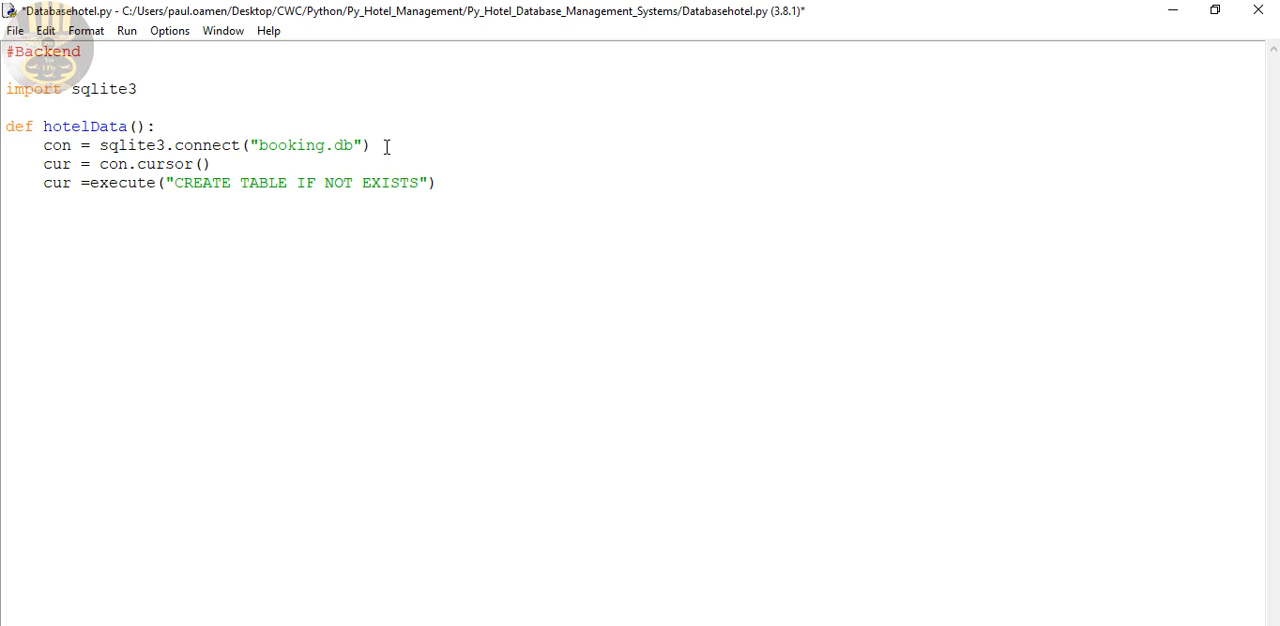 *Databasehotel.py - C:/Users/paul.oamen/Desktop/CWC/Python/Py_Hotel_Management/Py_Hotel_Database_Management_Systems/Databasehotel.py (3.8.1)*
File Edit Format Run Options Window Help
#Backend
import sqlite3
def hotelData():
    con = sqlite3.connect("booking.db")
    cur = con.cursor()
    cur =execute("CREATE TABLE IF NOT EXISTS")